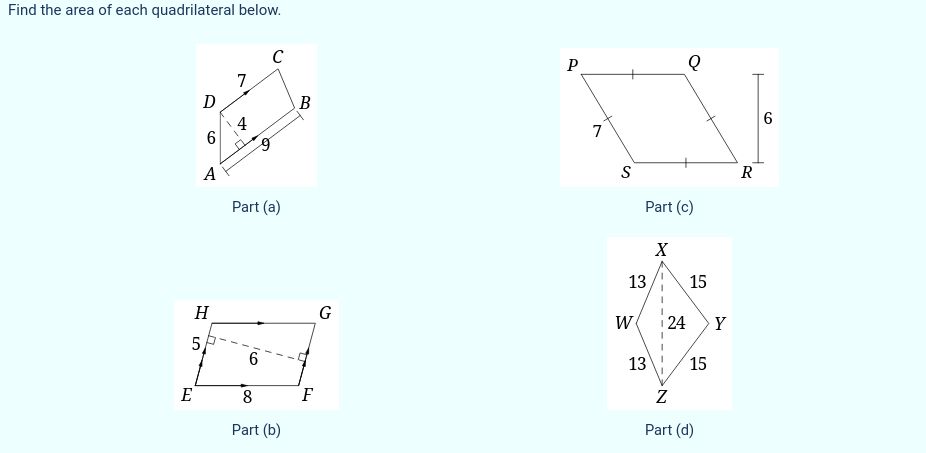 Find the area of each quadrilateral below.
C
7
D
B
4
6
9
A
Part (a)
P
Q
6
7
S
R
Part (c)
H
G
5
6
E
8
F
Part (b)
X
13
15
W
24
Y
13
15
Z
Part (d)